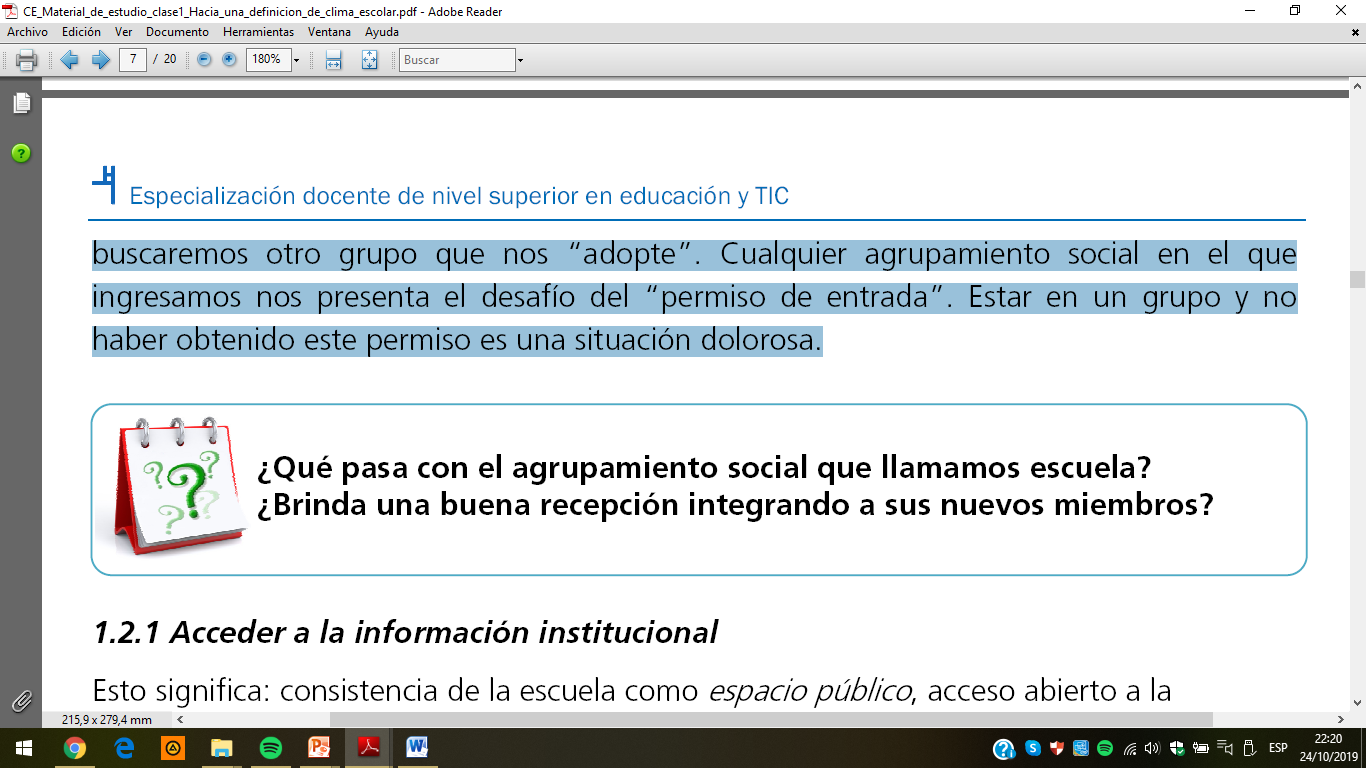 CE_Material_de_estudio_clase1_Hacia_una_definicion_de_clima_escolar.pdf - Adobe Reader
Archivo Edición Ver Documento Herramientas Ventana Ayuda
7 / 20 180% Buscar
Especialización docente de nivel superior en educación y TIC
buscaremos otro grupo que nos “adopte”. Cualquier agrupamiento social en el que
ingresamos nos presenta el desafío del “permiso de entrada”. Estar en un grupo y no
haber obtenido este permiso es una situación dolorosa.
¿Qué pasa con el agrupamiento social que llamamos escuela?
¿Brinda una buena recepción integrando a sus nuevos miembros?
1.2.1 Acceder a la información institucional
Esto significa: consistencia de la escuela como espacio público, acceso abierto a la
215,9 x 279,4 mm
ESP
22:20
24/10/2019